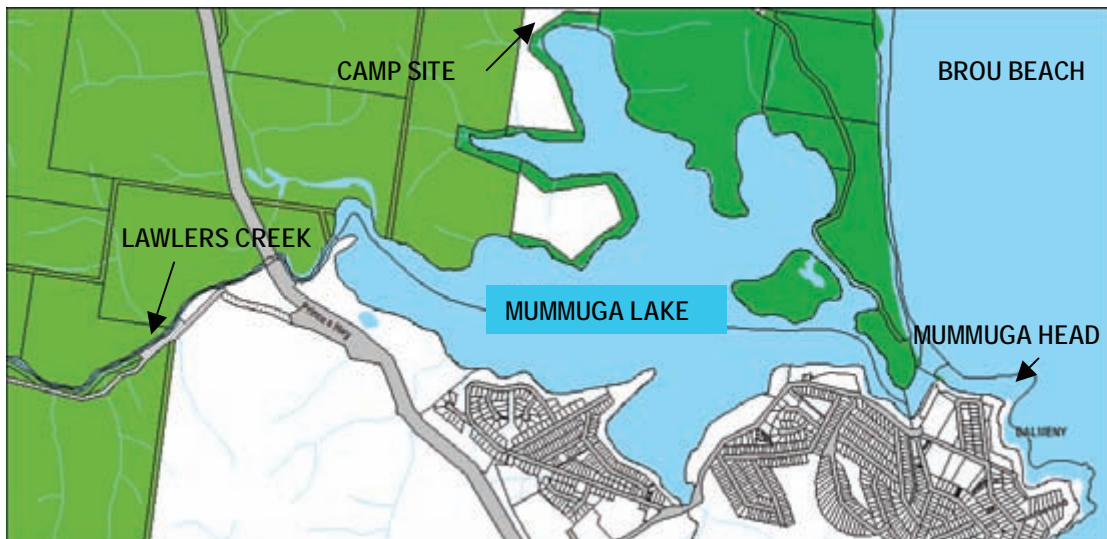 CAMP SITE
BROU BEACH
LAWLERS CREEK
MUMMUGA LAKE
Princes Hwy
MUMMUGA HEAD
DALMENY